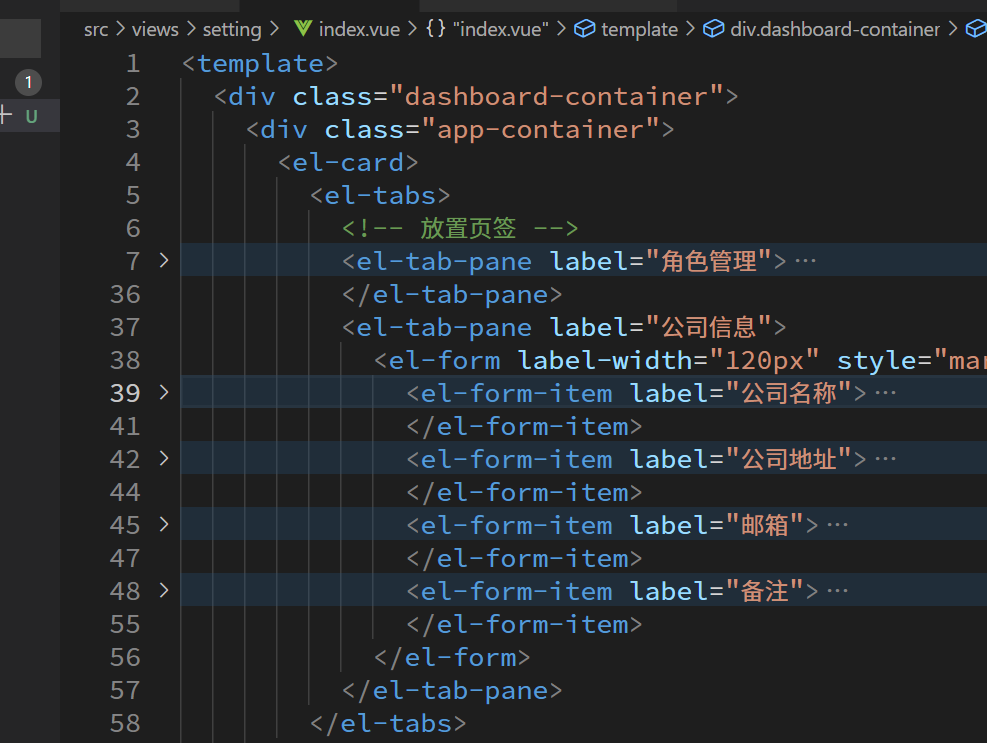 src > views > setting > index.vue > {} "index.vue" > template > div.dashboard-container >
1
U
1 <template>
2 <div class="dashboard-container">
3 <div class="app-container">
4 <el-card>
5 <el-tabs>
6 <!-- 放置页签 -->
7 > <el-tab-pane label="角色管理">…
36 </el-tab-pane>
37 <el-tab-pane label="公司信息">
38 <el-form label-width="120px" style="mar
39 > <el-form-item label="公司名称">…
41 </el-form-item>
42 > <el-form-item label="公司地址">…
44 </el-form-item>
45 > <el-form-item label="邮箱">…
47 </el-form-item>
48 > <el-form-item label="备注">…
55 </el-form-item>
56 </el-form>
57 </el-tab-pane>
58 </el-tabs>